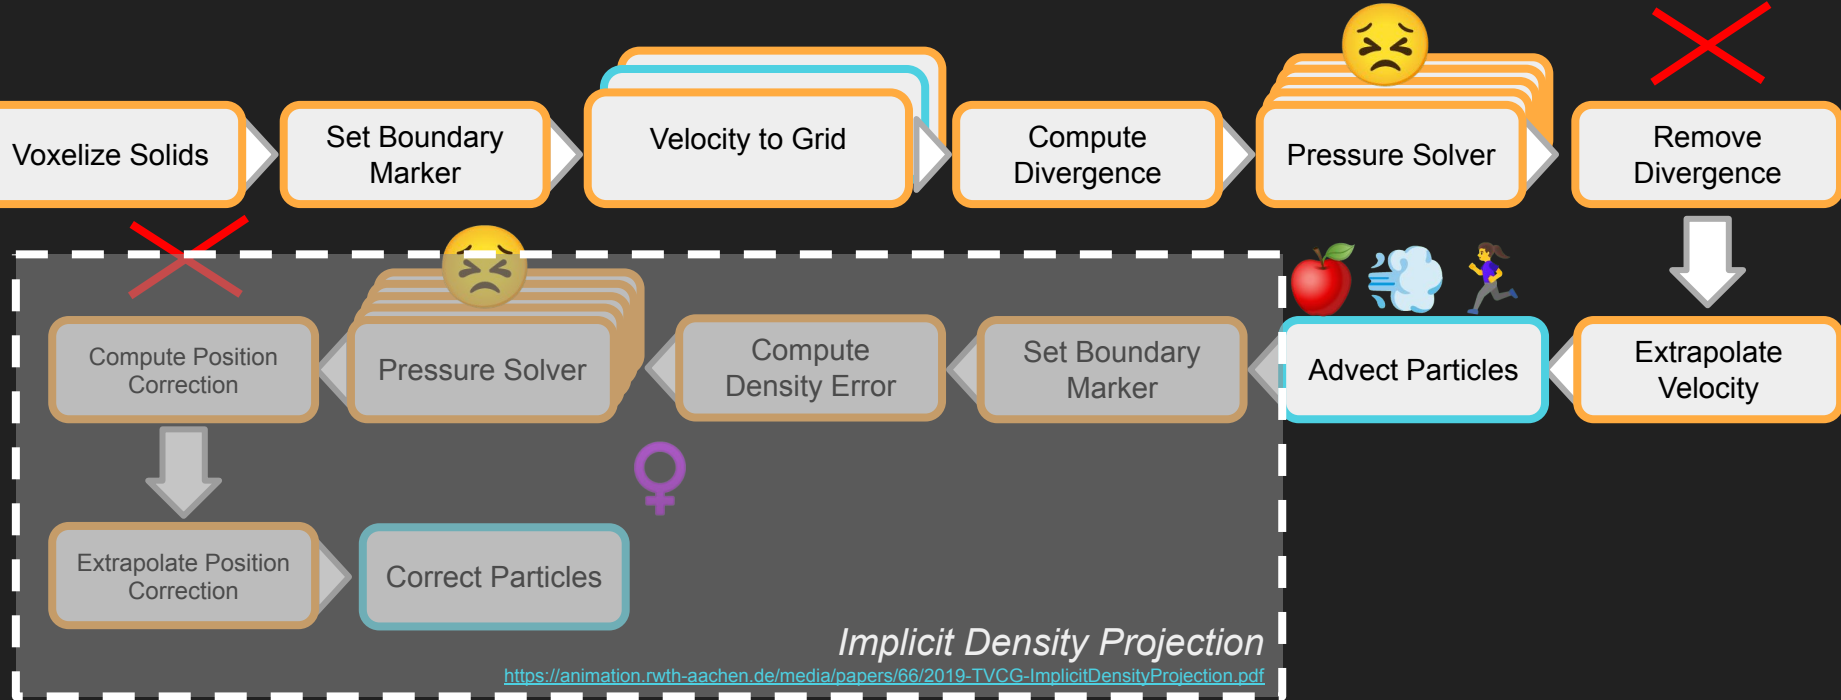 Voxelize Solids
Set Boundary
Marker
Velocity to Grid
Compute
Divergence
Pressure Solver
Remove
Divergence
Extrapolate
Velocity
Advect Particles
Set Boundary
Marker
Compute
Density Error
Pressure Solver
Compute Position
Correction
Extrapolate Position
Correction
Correct Particles
Implicit Density Projection
https://animation.rwth-aachen.de/media/papers/66/2019-TVCG-ImplicitDensityProjection.pdf